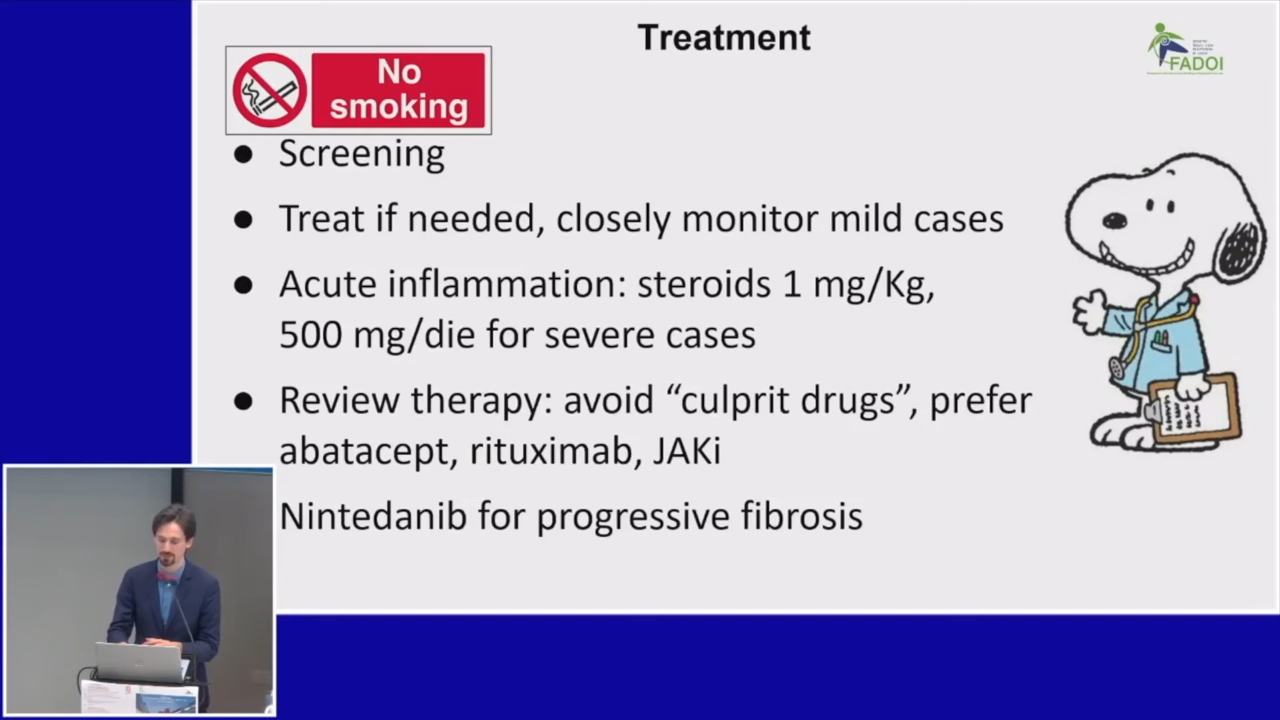 Treatment
FADOI
No
smoking
● Screening
● Treat if needed, closely monitor mild cases
● Acute inflammation: steroids 1 mg/Kg,
500 mg/die for severe cases
● Review therapy: avoid “culprit drugs”, prefer
abatacept, rituximab, JAKi
Nintedanib for progressive fibrosis